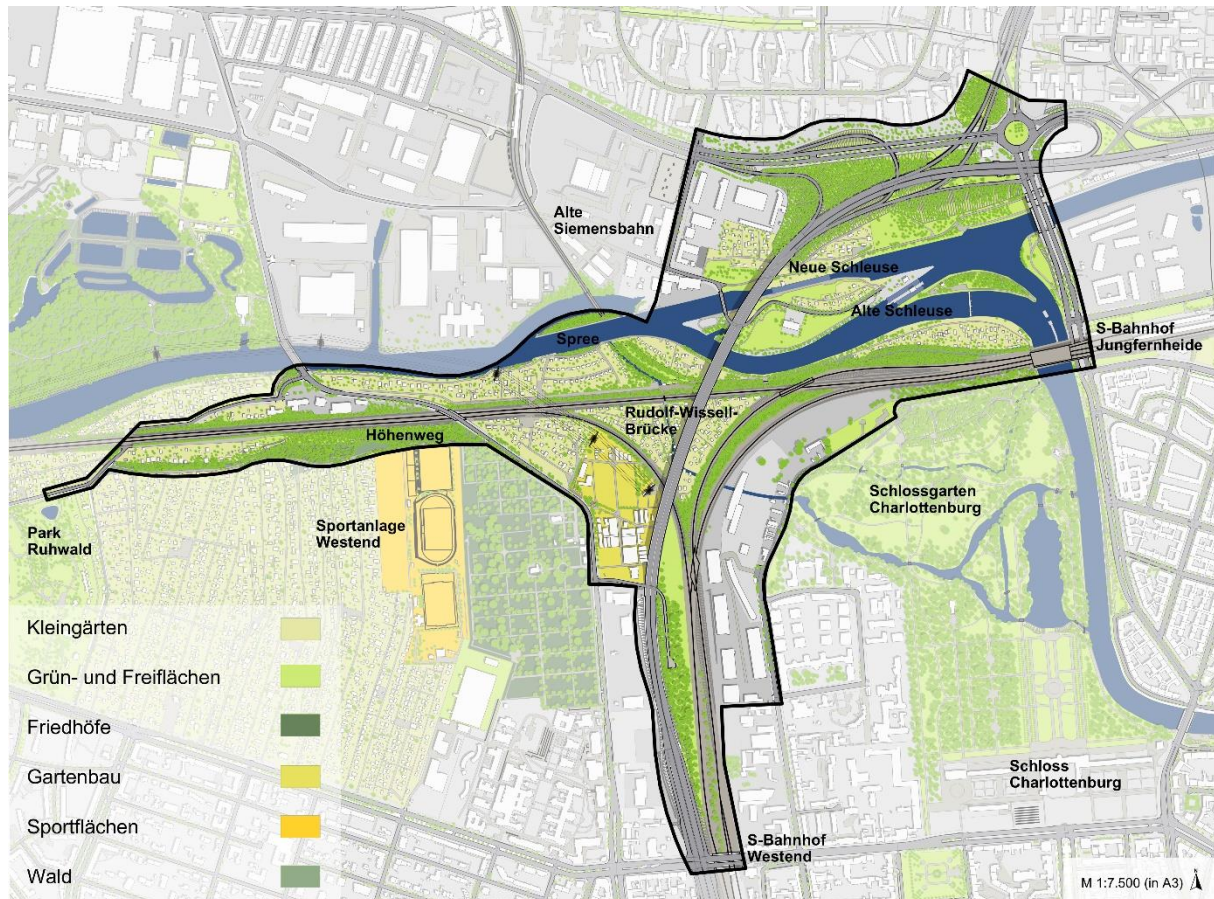 Alte
Siemensbahn
Neue Schleuse
Alte Schleuse
Spree
S-Bahnhof
Jungfernheide
Rudolf-Wissell-
Brücke
Höhenweg
Schlossgarten
Charlottenburg
Sportanlage
Westend
Park
Ruhwald
Kleingärten
Grün- und Freiflächen
Friedhöfe
Gartenbau
Sportflächen
Wald
Schloss
Charlottenburg
S-Bahnhof
Westend
M 1:7.500 (in A3)